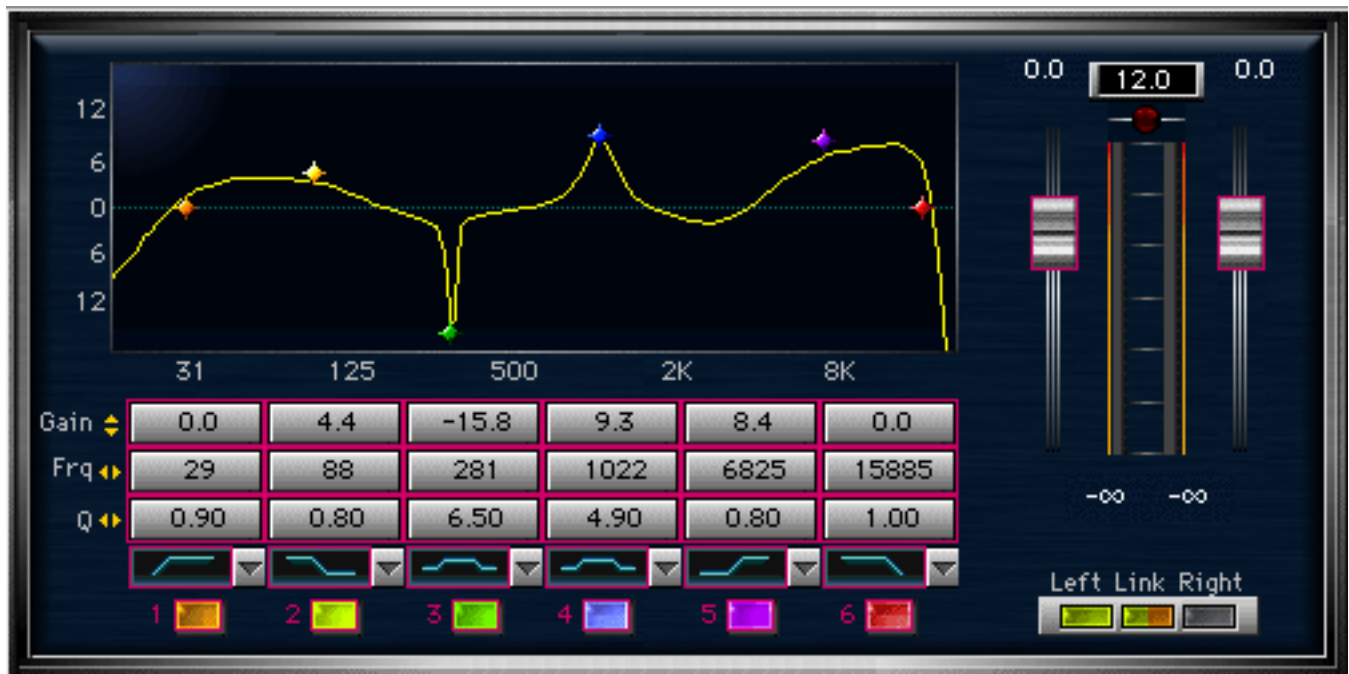 0.0 12.0 0.0
12
6
0
6
12
31 125 500 2K 8K
Gain 0.0 4.4 -15.8 9.3 8.4 0.0
Frq 29 88 281 1022 6825 15885
Q 0.90 0.80 6.50 4.90 0.80 1.00
-∞ -∞
1 2 3 4 5 6
Left Link Right